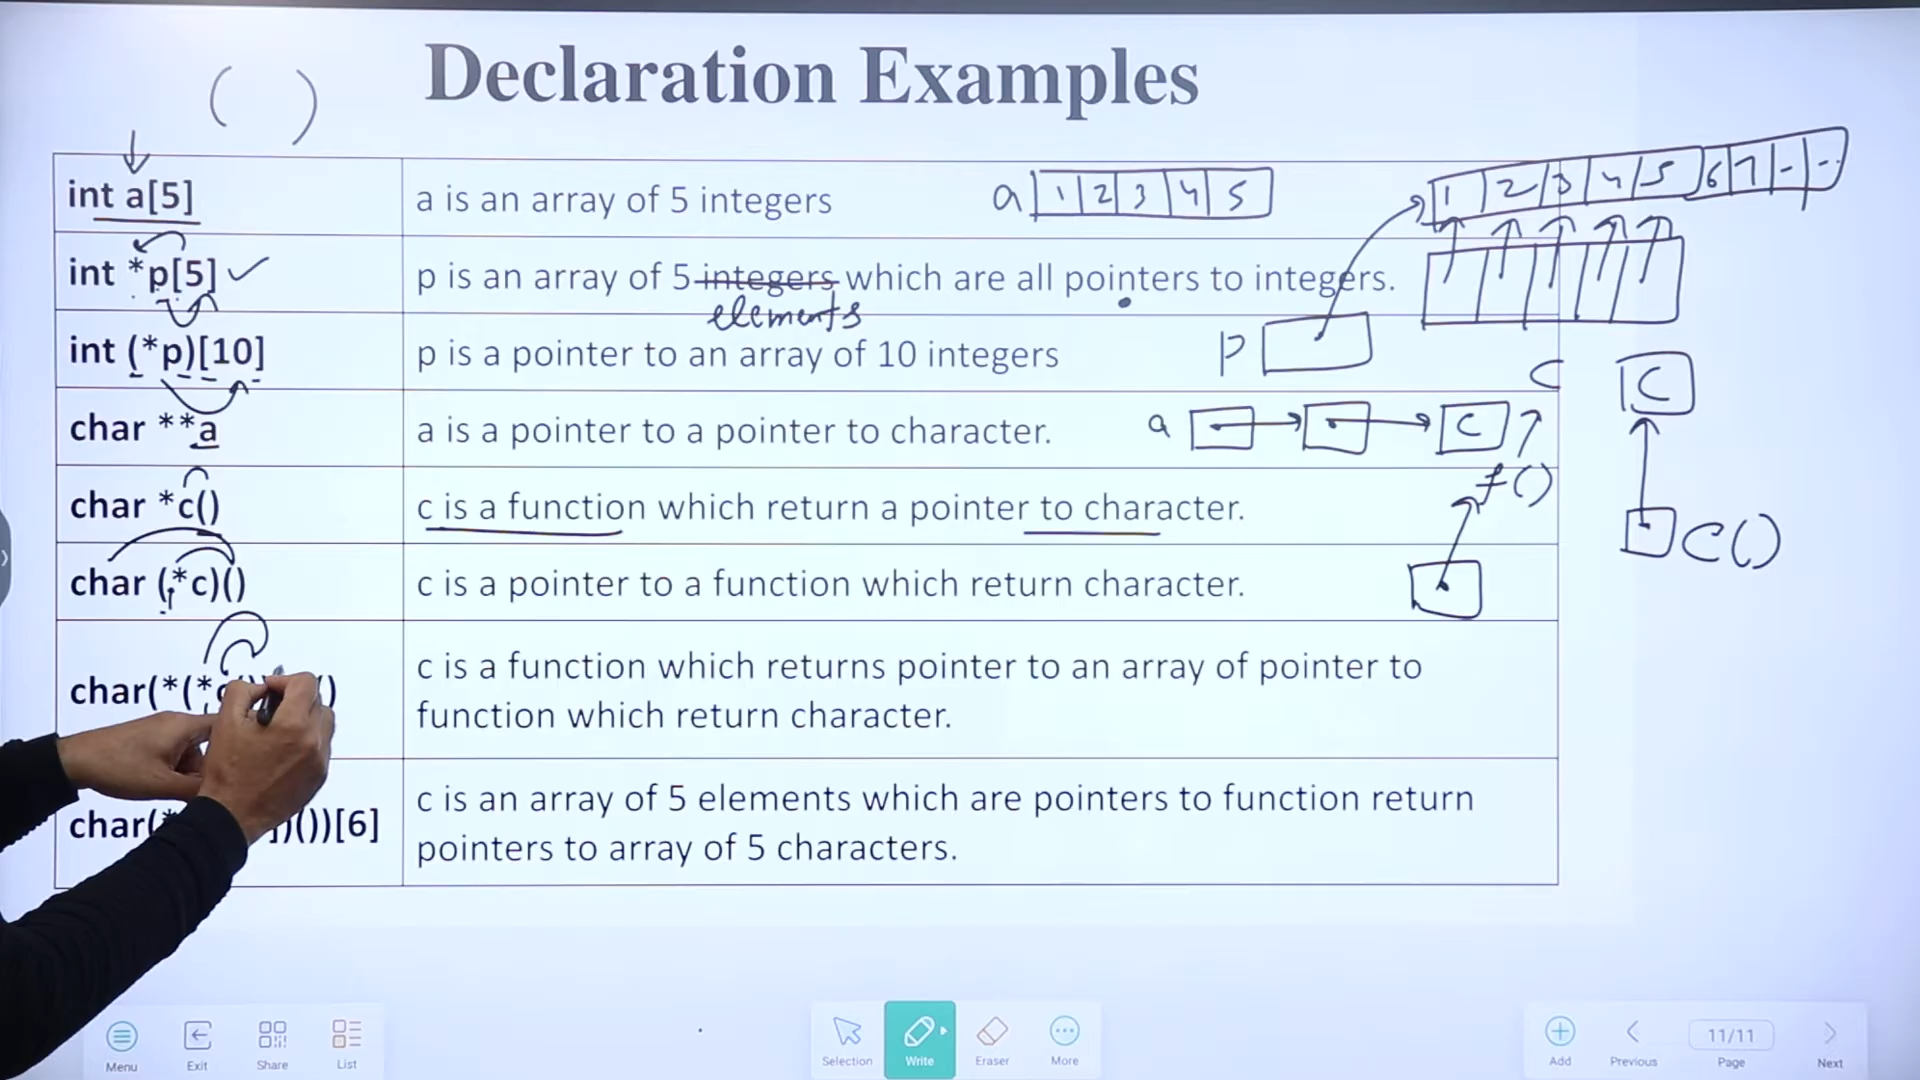 ( ) Declaration Examples
int a[5] a is an array of 5 integers a 1 2 3 4 5 1 2 3 4 5 6 7 - --
int *p[5] ✓ p is an array of 5 integers which are all pointers to integers.
elements
int (*p)[10] p is a pointer to an array of 10 integers p
C C
char **a a is a pointer to a pointer to character. a C
char *c() c is a function which return a pointer to character. f()
C()
char (*c)() c is a pointer to a function which return character.
char(*(*c )
c is a function which returns pointer to an array of pointer to
function which return character.
char(* ])())[6]
c is an array of 5 elements which are pointers to function return
pointers to array of 5 characters.
Menu Exit Share List Selection Write Eraser More Add Previous 11/11 Page Next